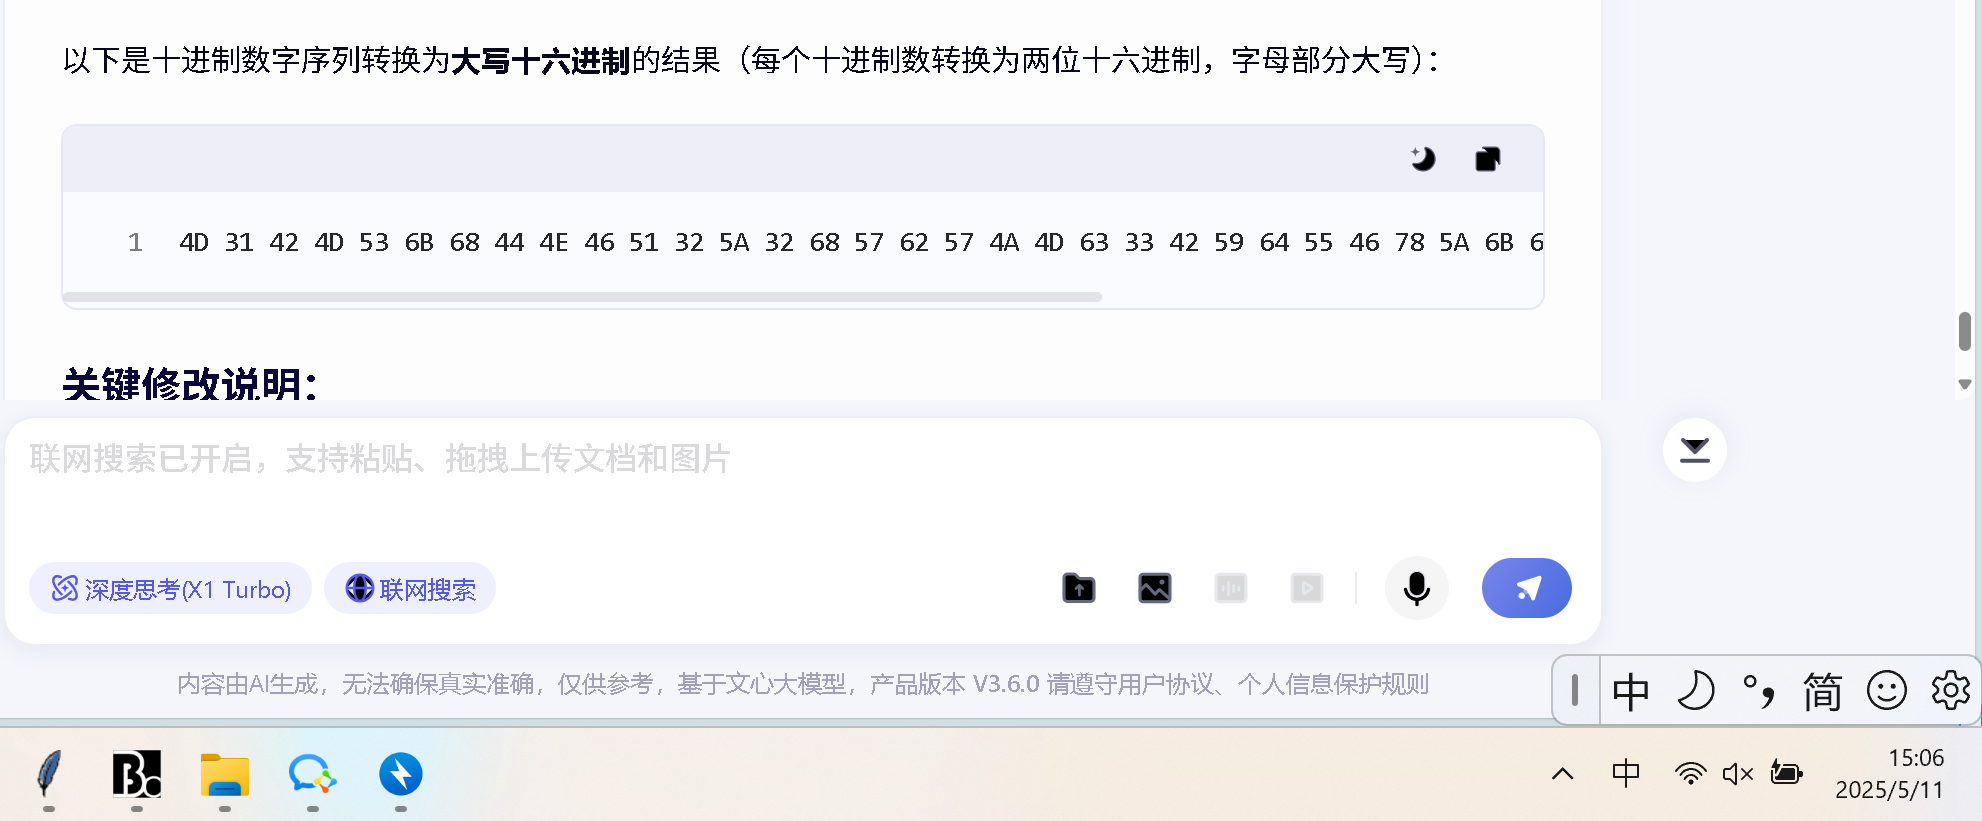 以下是十进制数字序列转换为大写十六进制的结果（每个十进制数转换为两位十六进制，字母部分大写）：
1 4D 31 42 4D 53 6B 68 44 4E 46 51 32 5A 32 68 57 62 57 4A 4D 63 33 42 59 64 55 46 78 5A 6B 6
关键修改说明：
联网搜索已开启，支持粘贴、拖拽上传文档和图片
深度思考(X1 Turbo) 联网搜索
内容由AI生成，无法确保真实准确，仅供参考，基于文心大模型，产品版本 V3.6.0 请遵守用户协议、个人信息保护规则
中 °, 简
中 15:06
2025/5/11